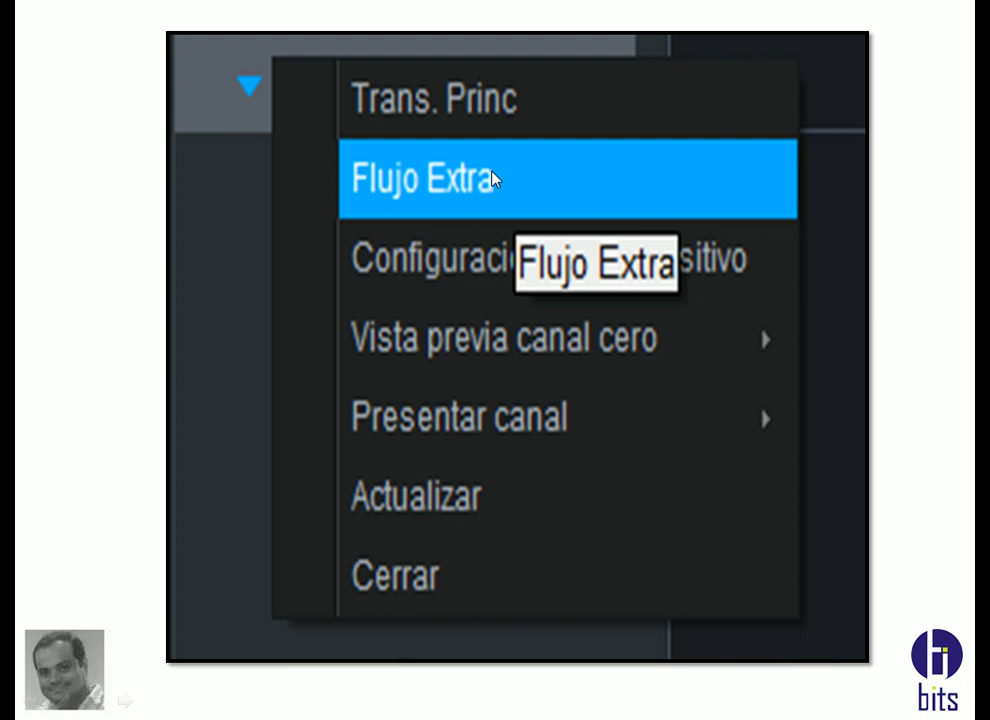 Trans. Princ
Flujo Extra
Configuraci
sitivo
Flujo Extra
Vista previa canal cero
Presentar canal
Actualizar
Cerrar
bits